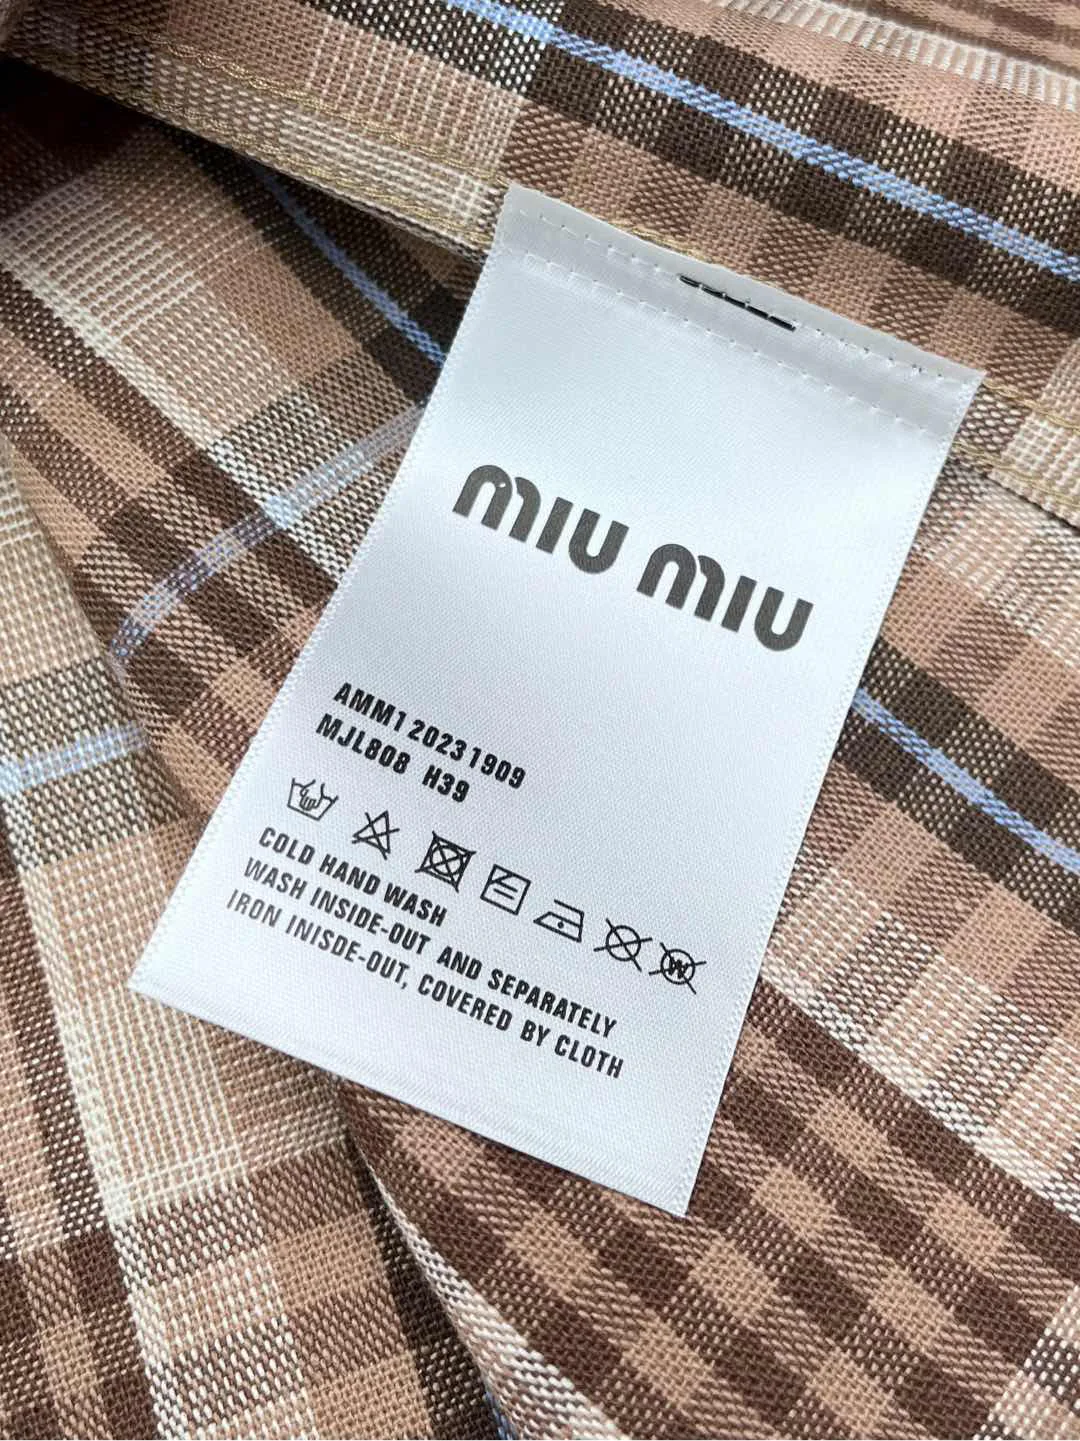 MIU MIU
AMM120231909
MJL808 H39
W
COLD HAND WASH
WASH INSIDE-OUT AND SEPARATELY
IRON INISDE-OUT, COVERED BY CLOTH